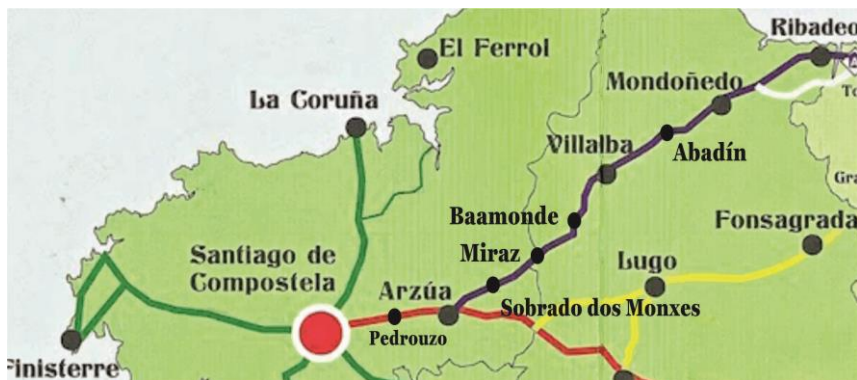 Ribadeo
El Ferrol
Mondoñedo
La Coruña
Villalba
Abadín
Baamonde
Fonsagrada
Miraz
Santiago de
Compostela
Lugo
Arzúa
Sobrado dos Monxes
Pedrouzo
Finisterre